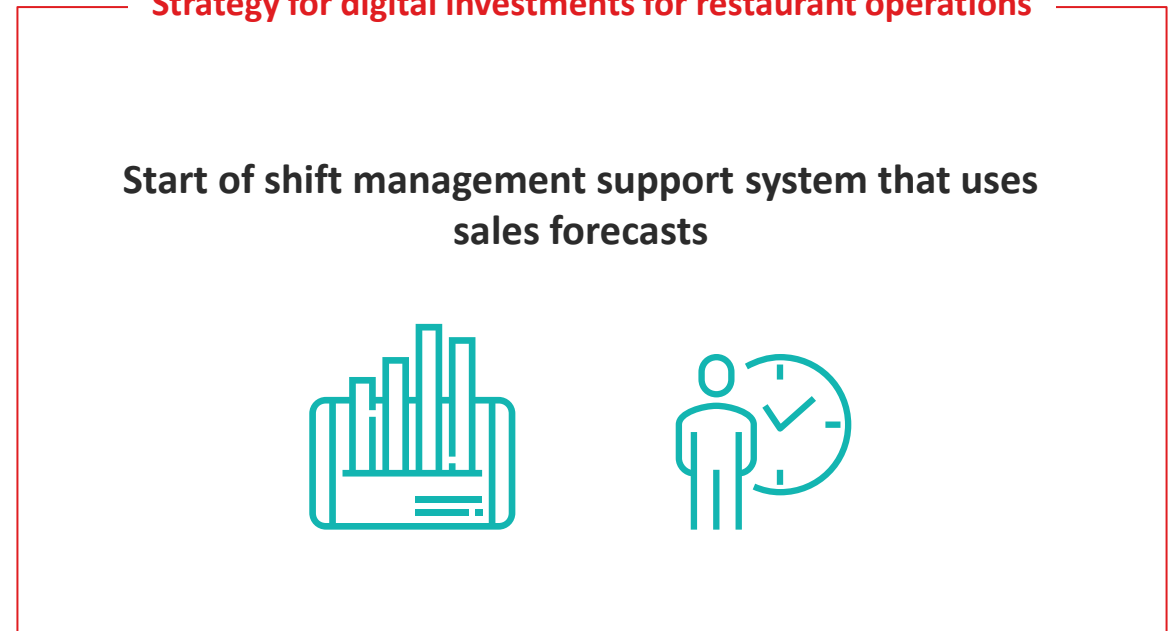 Strategy for digital investments for restaurant operations
Start of shift management support system that uses
sales forecasts